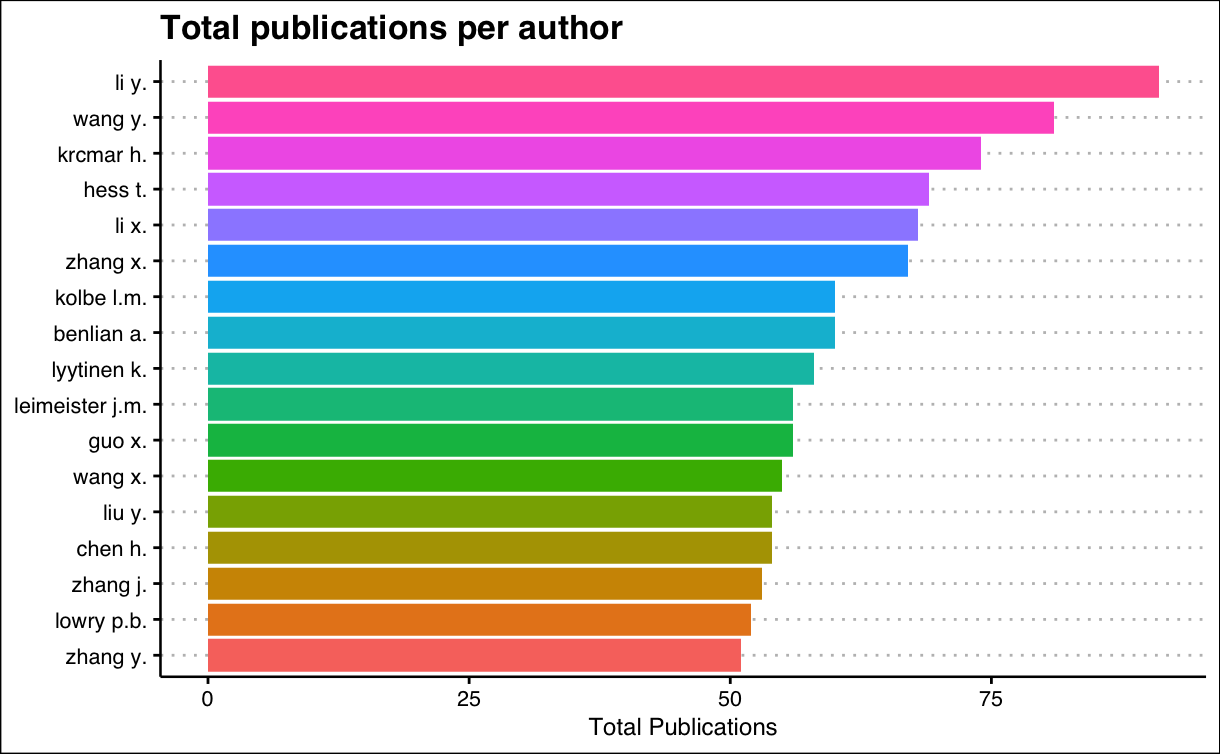 Total publications per author
li y.
wang y.
krcmar h.
hess t.
li x.
zhang x.
kolbe l.m.
benlian a.
lyytinen k.
leimeister j.m.
guo x.
wang x.
liu y.
chen h.
zhang j.
lowry p.b.
zhang y.
0 25 50 75
Total Publications